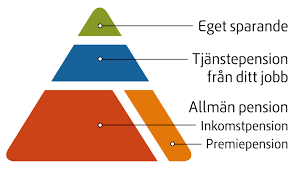 Eget sparande
Tjänstepension
från ditt jobb
Allmän pension
Inkomstpension
Premiepension